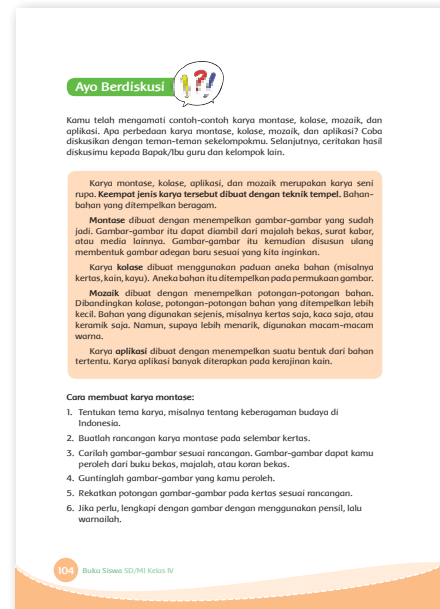 Ayo Berdiskusi
Kamu telah mengamati contoh-contoh karya montase, kolase, mozaik, dan
aplikasi. Apa perbedaan karya montase, kolase, mozaik, dan aplikasi? Coba
diskusikan dengan teman-teman sekelompokmu. Selanjutnya, ceritakan hasil
diskusimu kepada Bapak/Ibu guru dan kelompok lain.
Karya montase, kolase, aplikasi, dan mozaik merupakan karya seni
rupa. Keempat jenis karya tersebut dibuat dengan teknik tempel. Bahan-
bahan yang ditempelkan beragam.
Montase dibuat dengan menempelkan gambar-gambar yang sudah
jadi. Gambar-gambar itu dapat diambil dari majalah bekas, surat kabar,
atau media lainnya. Gambar-gambar itu kemudian disusun ulang
membentuk gambar adegan baru sesuai yang kita inginkan.
Karya kolase dibuat menggunakan paduan aneka bahan (misalnya
kertas, kain, kayu). Aneka bahan itu ditempelkan pada permukaan gambar.
Mozaik dibuat dengan menempelkan potongan-potongan bahan.
Dibandingkan kolase, potongan-potongan bahan yang ditempelkan lebih
kecil. Bahan yang digunakan sejenis, misalnya kertas saja, kaca saja, atau
keramik saja. Namun, supaya lebih menarik, digunakan macam-macam
warna.
Karya aplikasi dibuat dengan menempelkan suatu bentuk dari bahan
tertentu. Karya aplikasi banyak diterapkan pada kerajinan kain.
Cara membuat karya montase:
1. Tentukan tema karya, misalnya tentang keberagaman budaya di
Indonesia.
2. Buatlah rancangan karya montase pada selembar kertas.
3. Carilah gambar-gambar sesuai rancangan. Gambar-gambar dapat kamu
peroleh dari buku bekas, majalah, atau koran bekas.
4. Guntinglah gambar-gambar yang kamu peroleh.
5. Rekatkan potongan gambar-gambar pada kertas sesuai rancangan.
6. Jika perlu, lengkapi dengan gambar dengan menggunakan pensil, lalu
warnailah.
104 Buku Siswa SD/MI Kelas IV